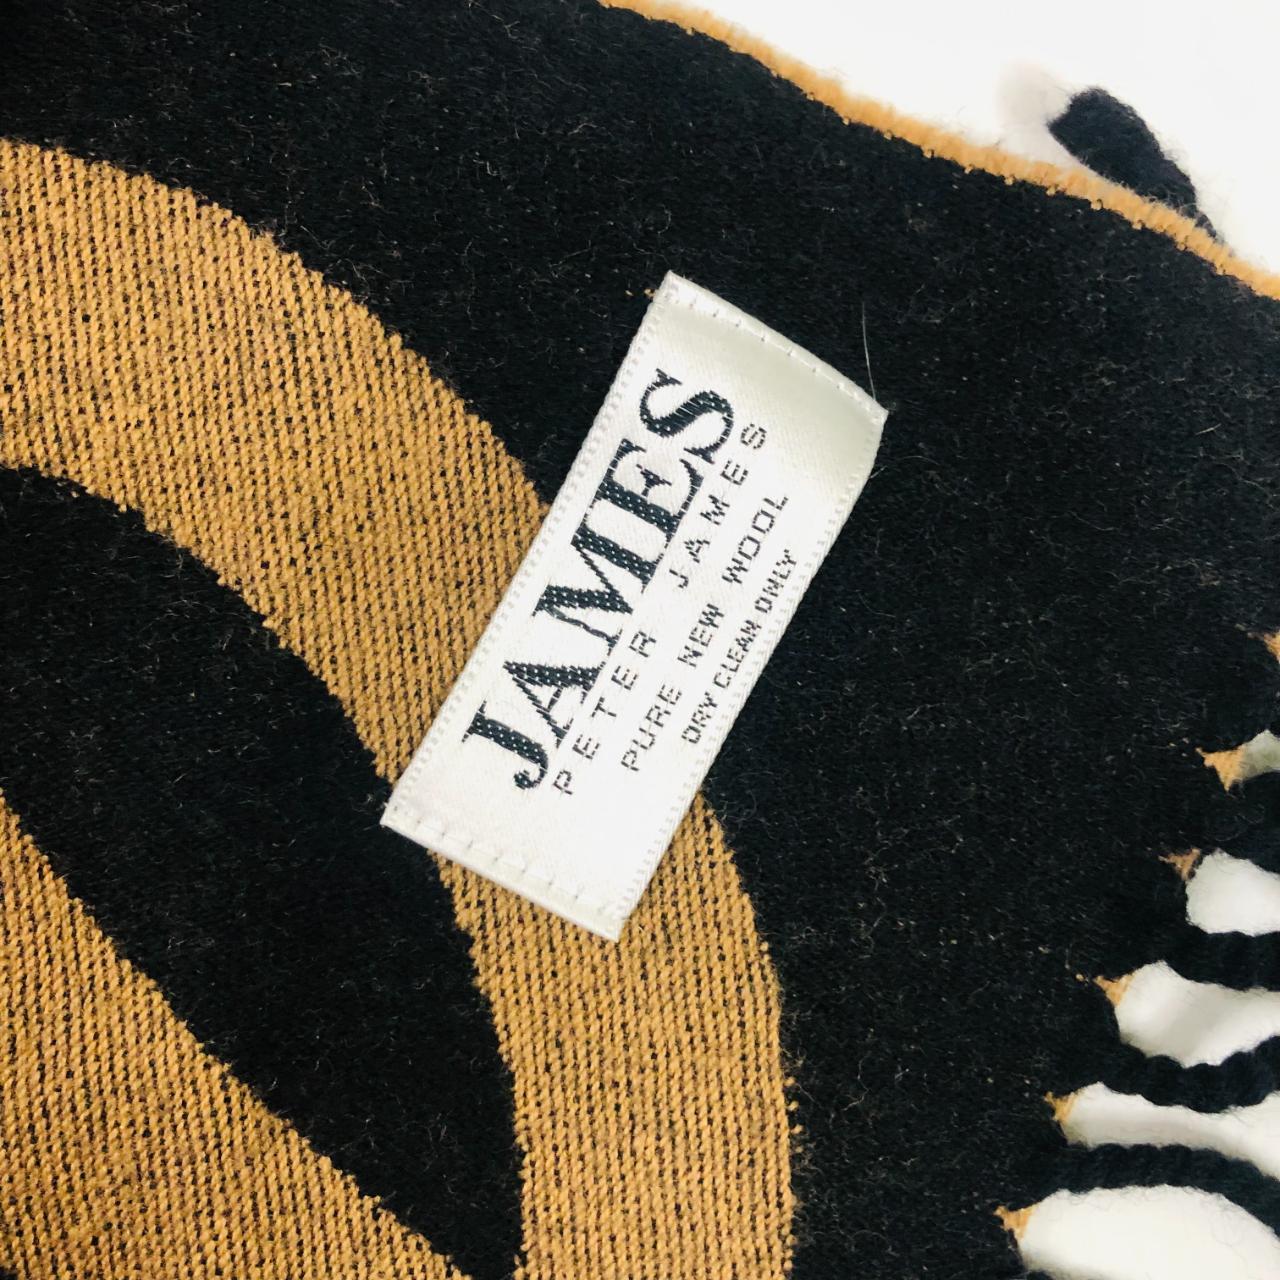 JAMES
PETER JAMES
PURE NEW WOOL
DRY CLEAN ONLY